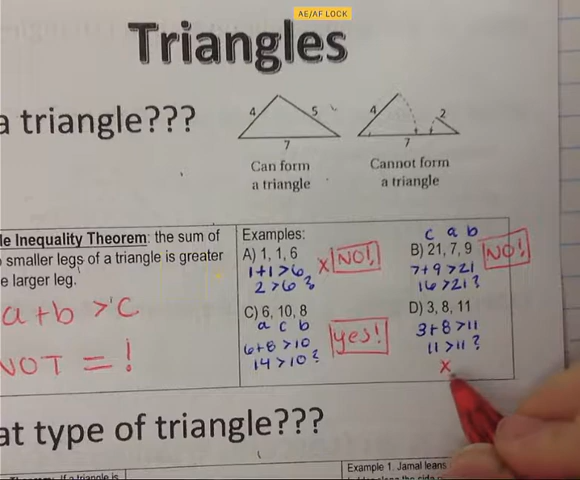 AE/AF LOCK
Triangles
a triangle???
4 5 7
4 2 7
Can form
a triangle
Cannot form
a triangle
le Inequality Theorem: the sum of
smaller legs of a triangle is greater
e larger leg.
a + b > C
NOT = !
Examples:
A) 1, 1, 6
1+1>6
2>6?
X NO!
c a b
B) 21, 7, 9
7+9>21
16>21?
NO!
C) 6, 10, 8
a c b
6+8>10
14>10?
yes!
D) 3, 8, 11
3+8>11
11>11?
X
at type of triangle???
If a triangle is
Example 1. Jamal leans